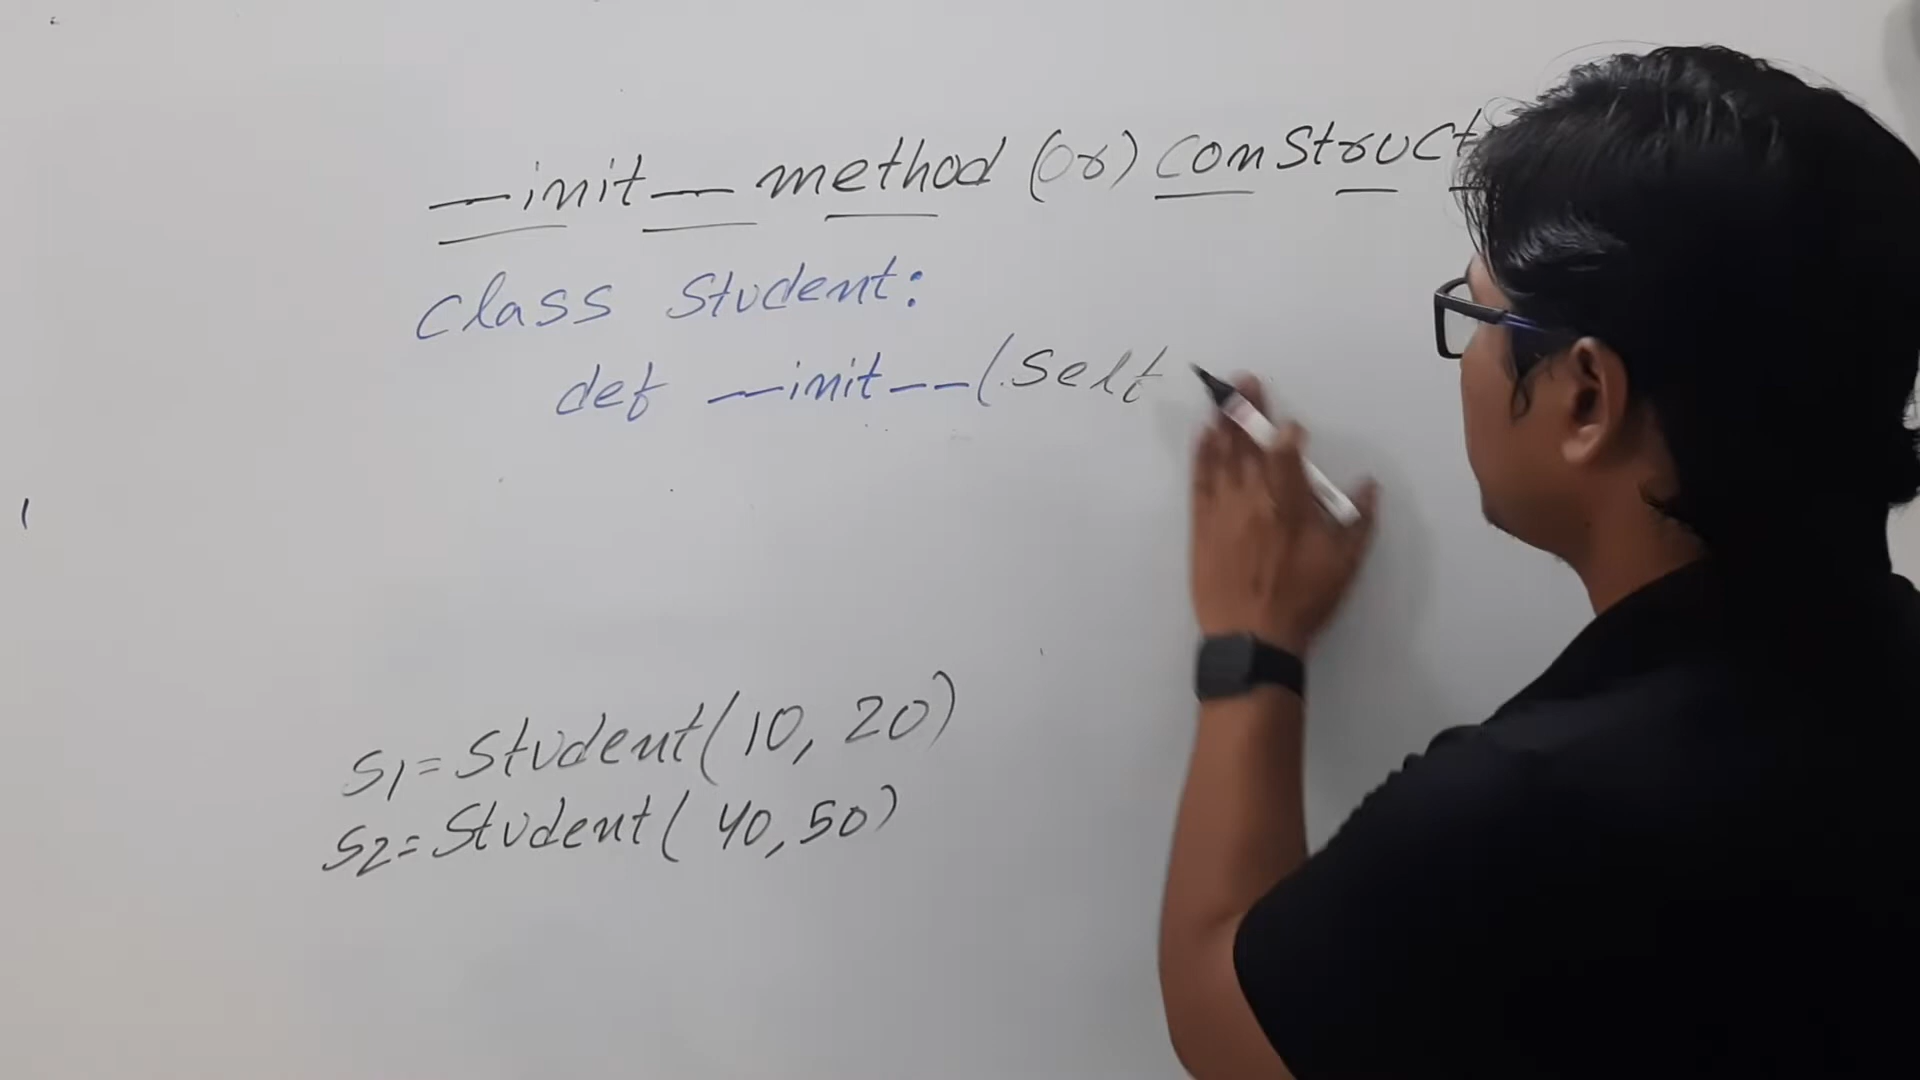 __init__ method (or) construct
class Student:
def __init__(self
S1=Student(10, 20)
S2=Student( 40,50)